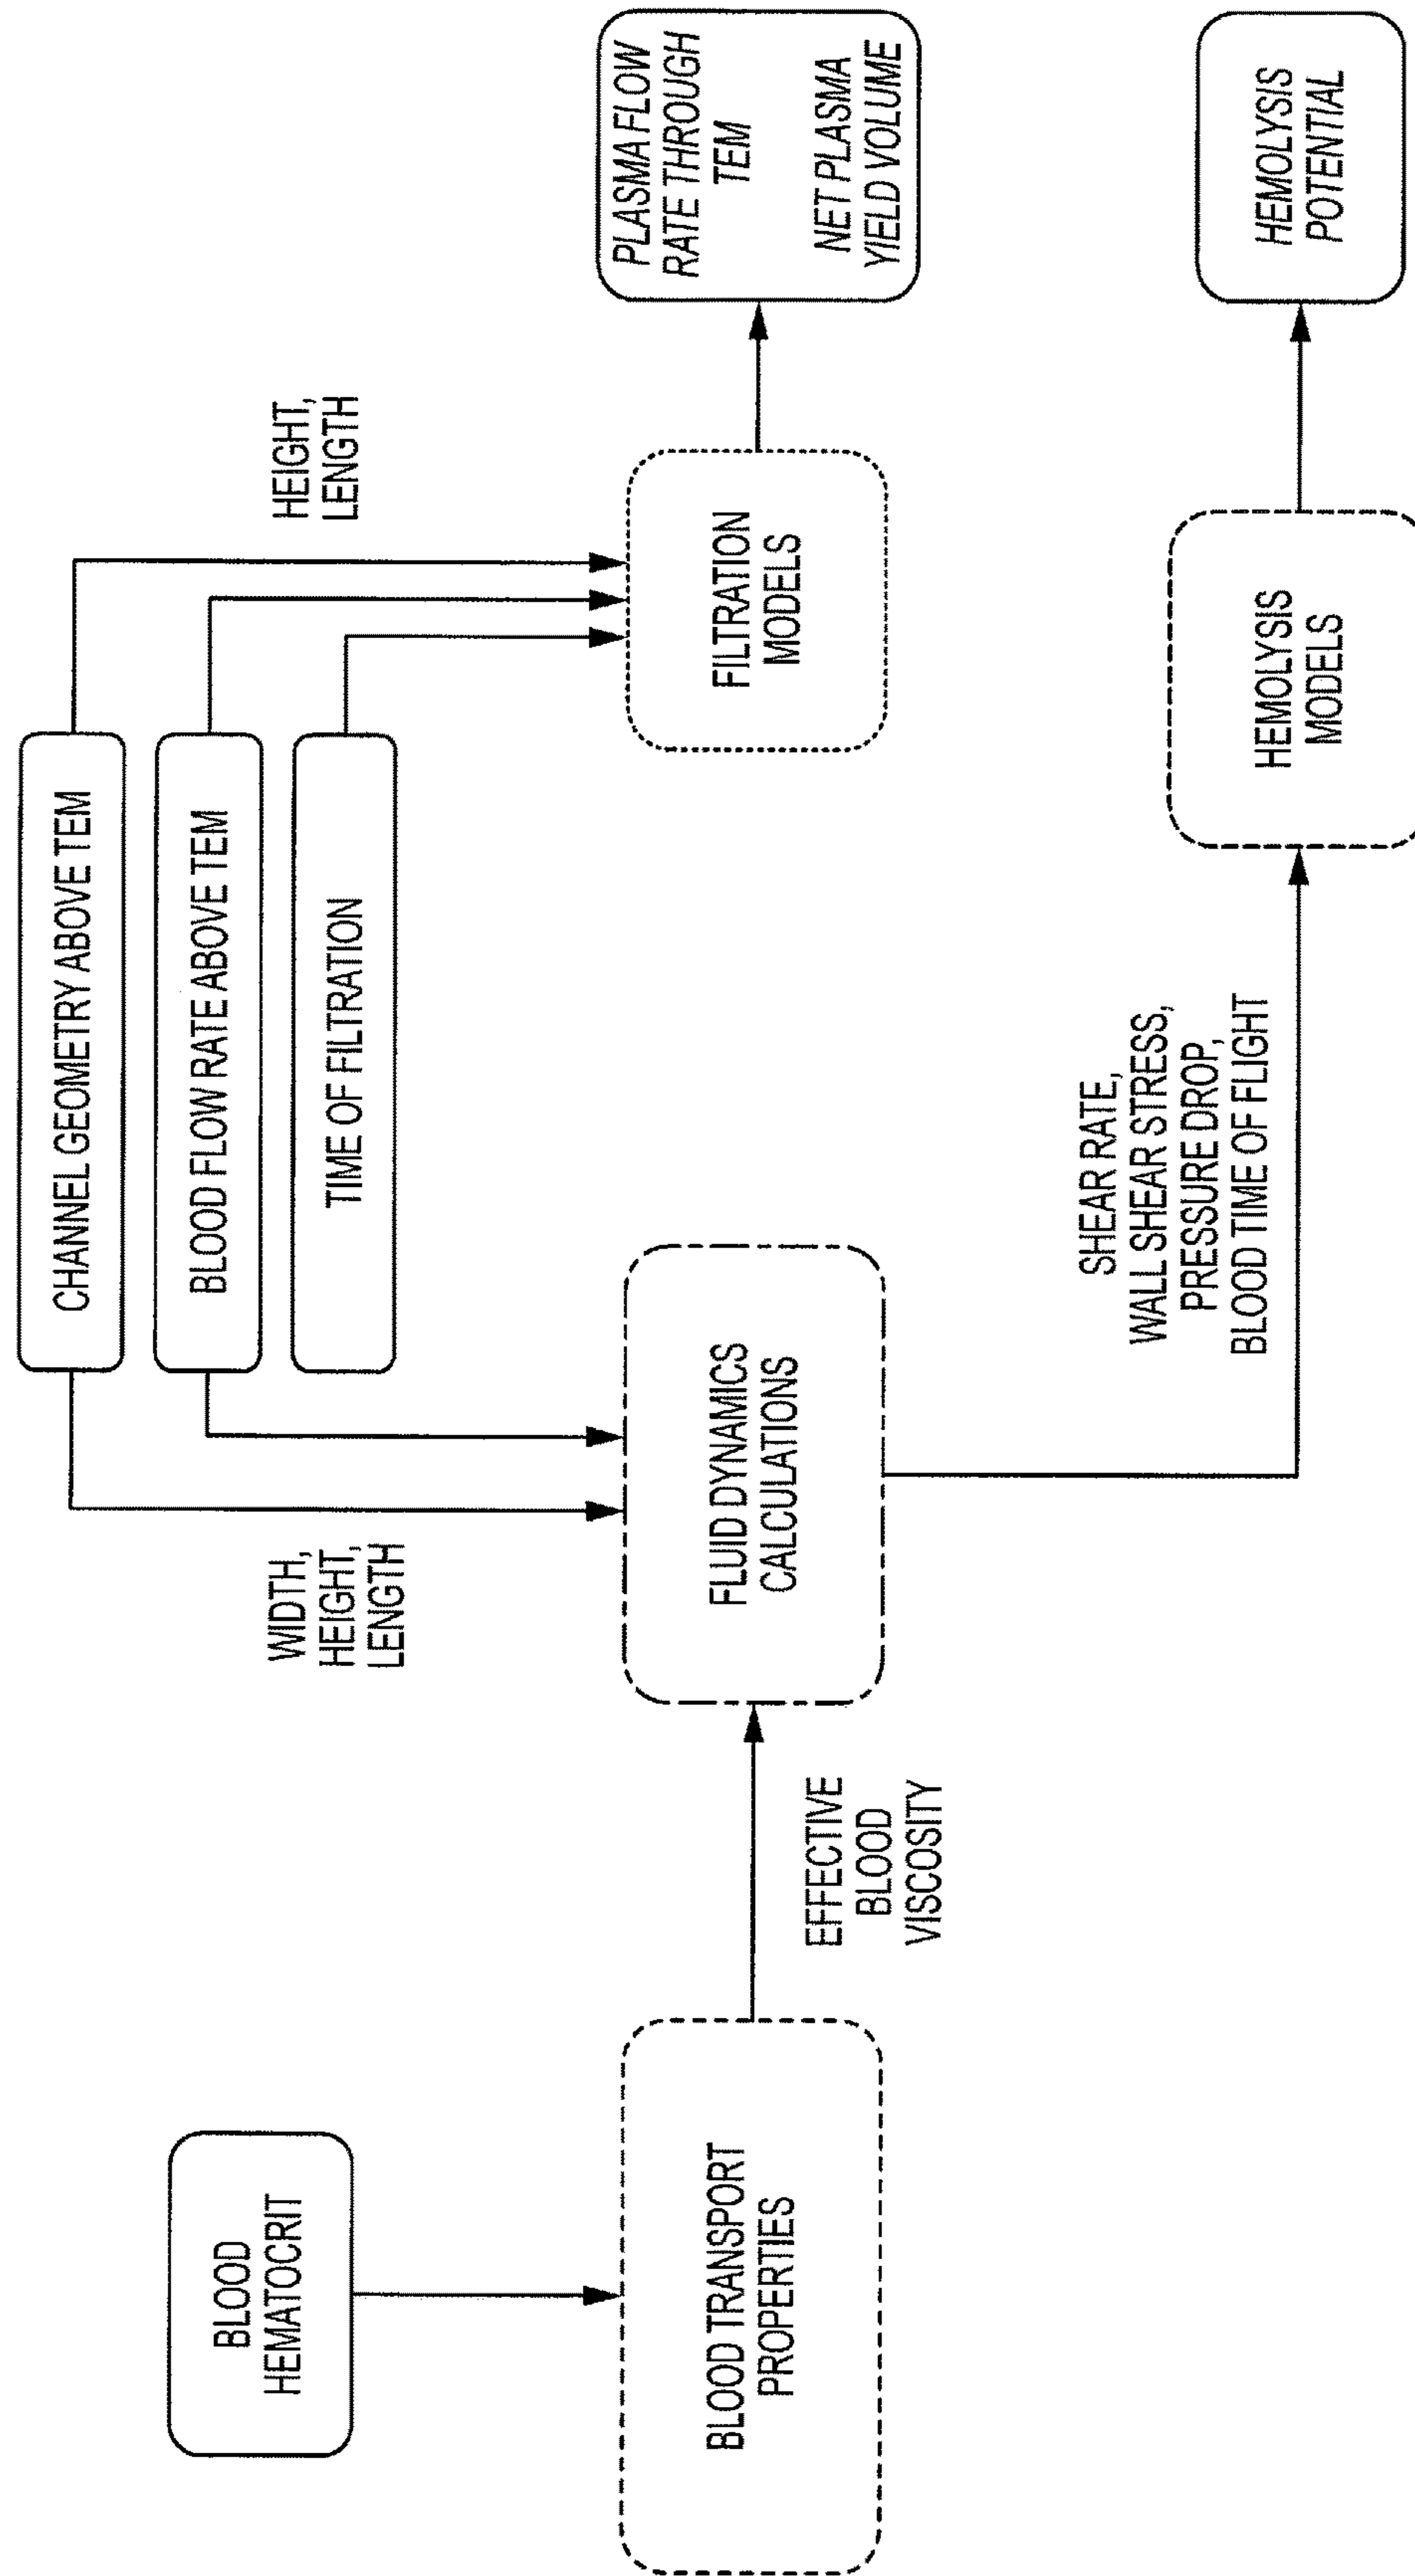 CHANNEL GEOMETRY ABOVE TEM
BLOOD FLOW RATE ABOVE TEM
TIME OF FILTRATION
BLOOD
HEMATOCRIT
WIDTH,
HEIGHT,
LENGTH
HEIGHT,
LENGTH
BLOOD TRANSPORT
PROPERTIES
EFFECTIVE
BLOOD
VISCOSITY
FLUID DYNAMICS
CALCULATIONS
FILTRATION
MODELS
PLASMA FLOW
RATE THROUGH
TEM
NET PLASMA
YIELD VOLUME
SHEAR RATE,
WALL SHEAR STRESS,
PRESSURE DROP,
BLOOD TIME OF FLIGHT
HEMOLYSIS
MODELS
HEMOLYSIS
POTENTIAL